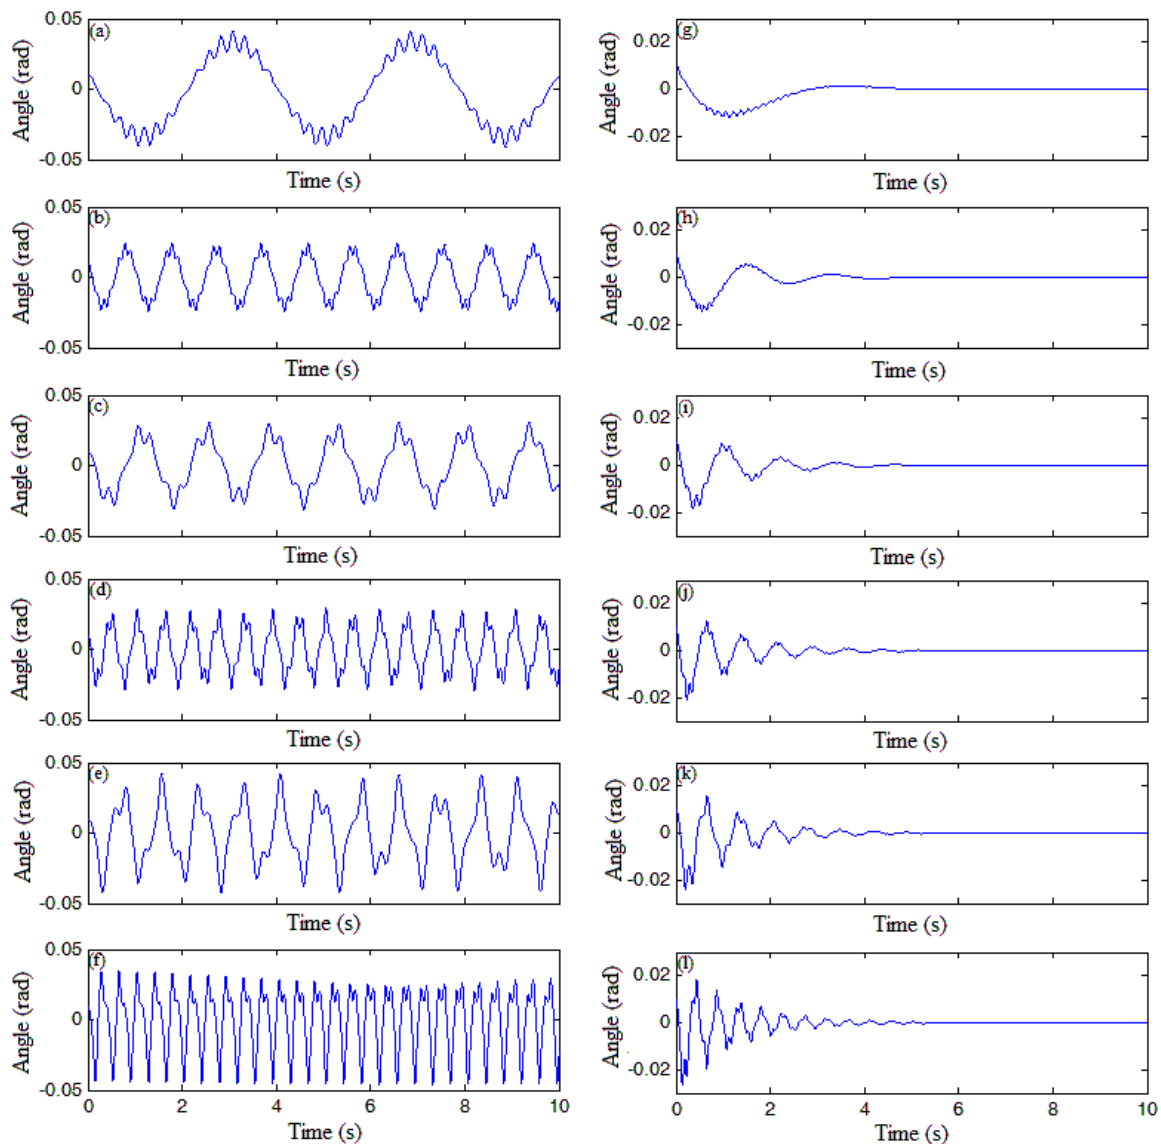 0.05
(a)
Angle (rad)
0
-0.05
Time (s)
0.05
(b)
Angle (rad)
0
-0.05
Time (s)
0.05
(c)
Angle (rad)
0
-0.05
Time (s)
0.05
(d)
Angle (rad)
0
-0.05
Time (s)
0.05
(e)
Angle (rad)
0
-0.05
Time (s)
0.05
(f)
Angle (rad)
0
-0.05
0 2 4 6 8 10
Time (s)
(g)
0.02
Angle (rad)
0
-0.02
Time (s)
(h)
0.02
Angle (rad)
0
-0.02
Time (s)
(i)
0.02
Angle (rad)
0
-0.02
Time (s)
(j)
0.02
Angle (rad)
0
-0.02
Time (s)
(k)
0.02
Angle (rad)
0
-0.02
Time (s)
(l)
0.02
Angle (rad)
0
-0.02
0 2 4 6 8 10
Time (s)